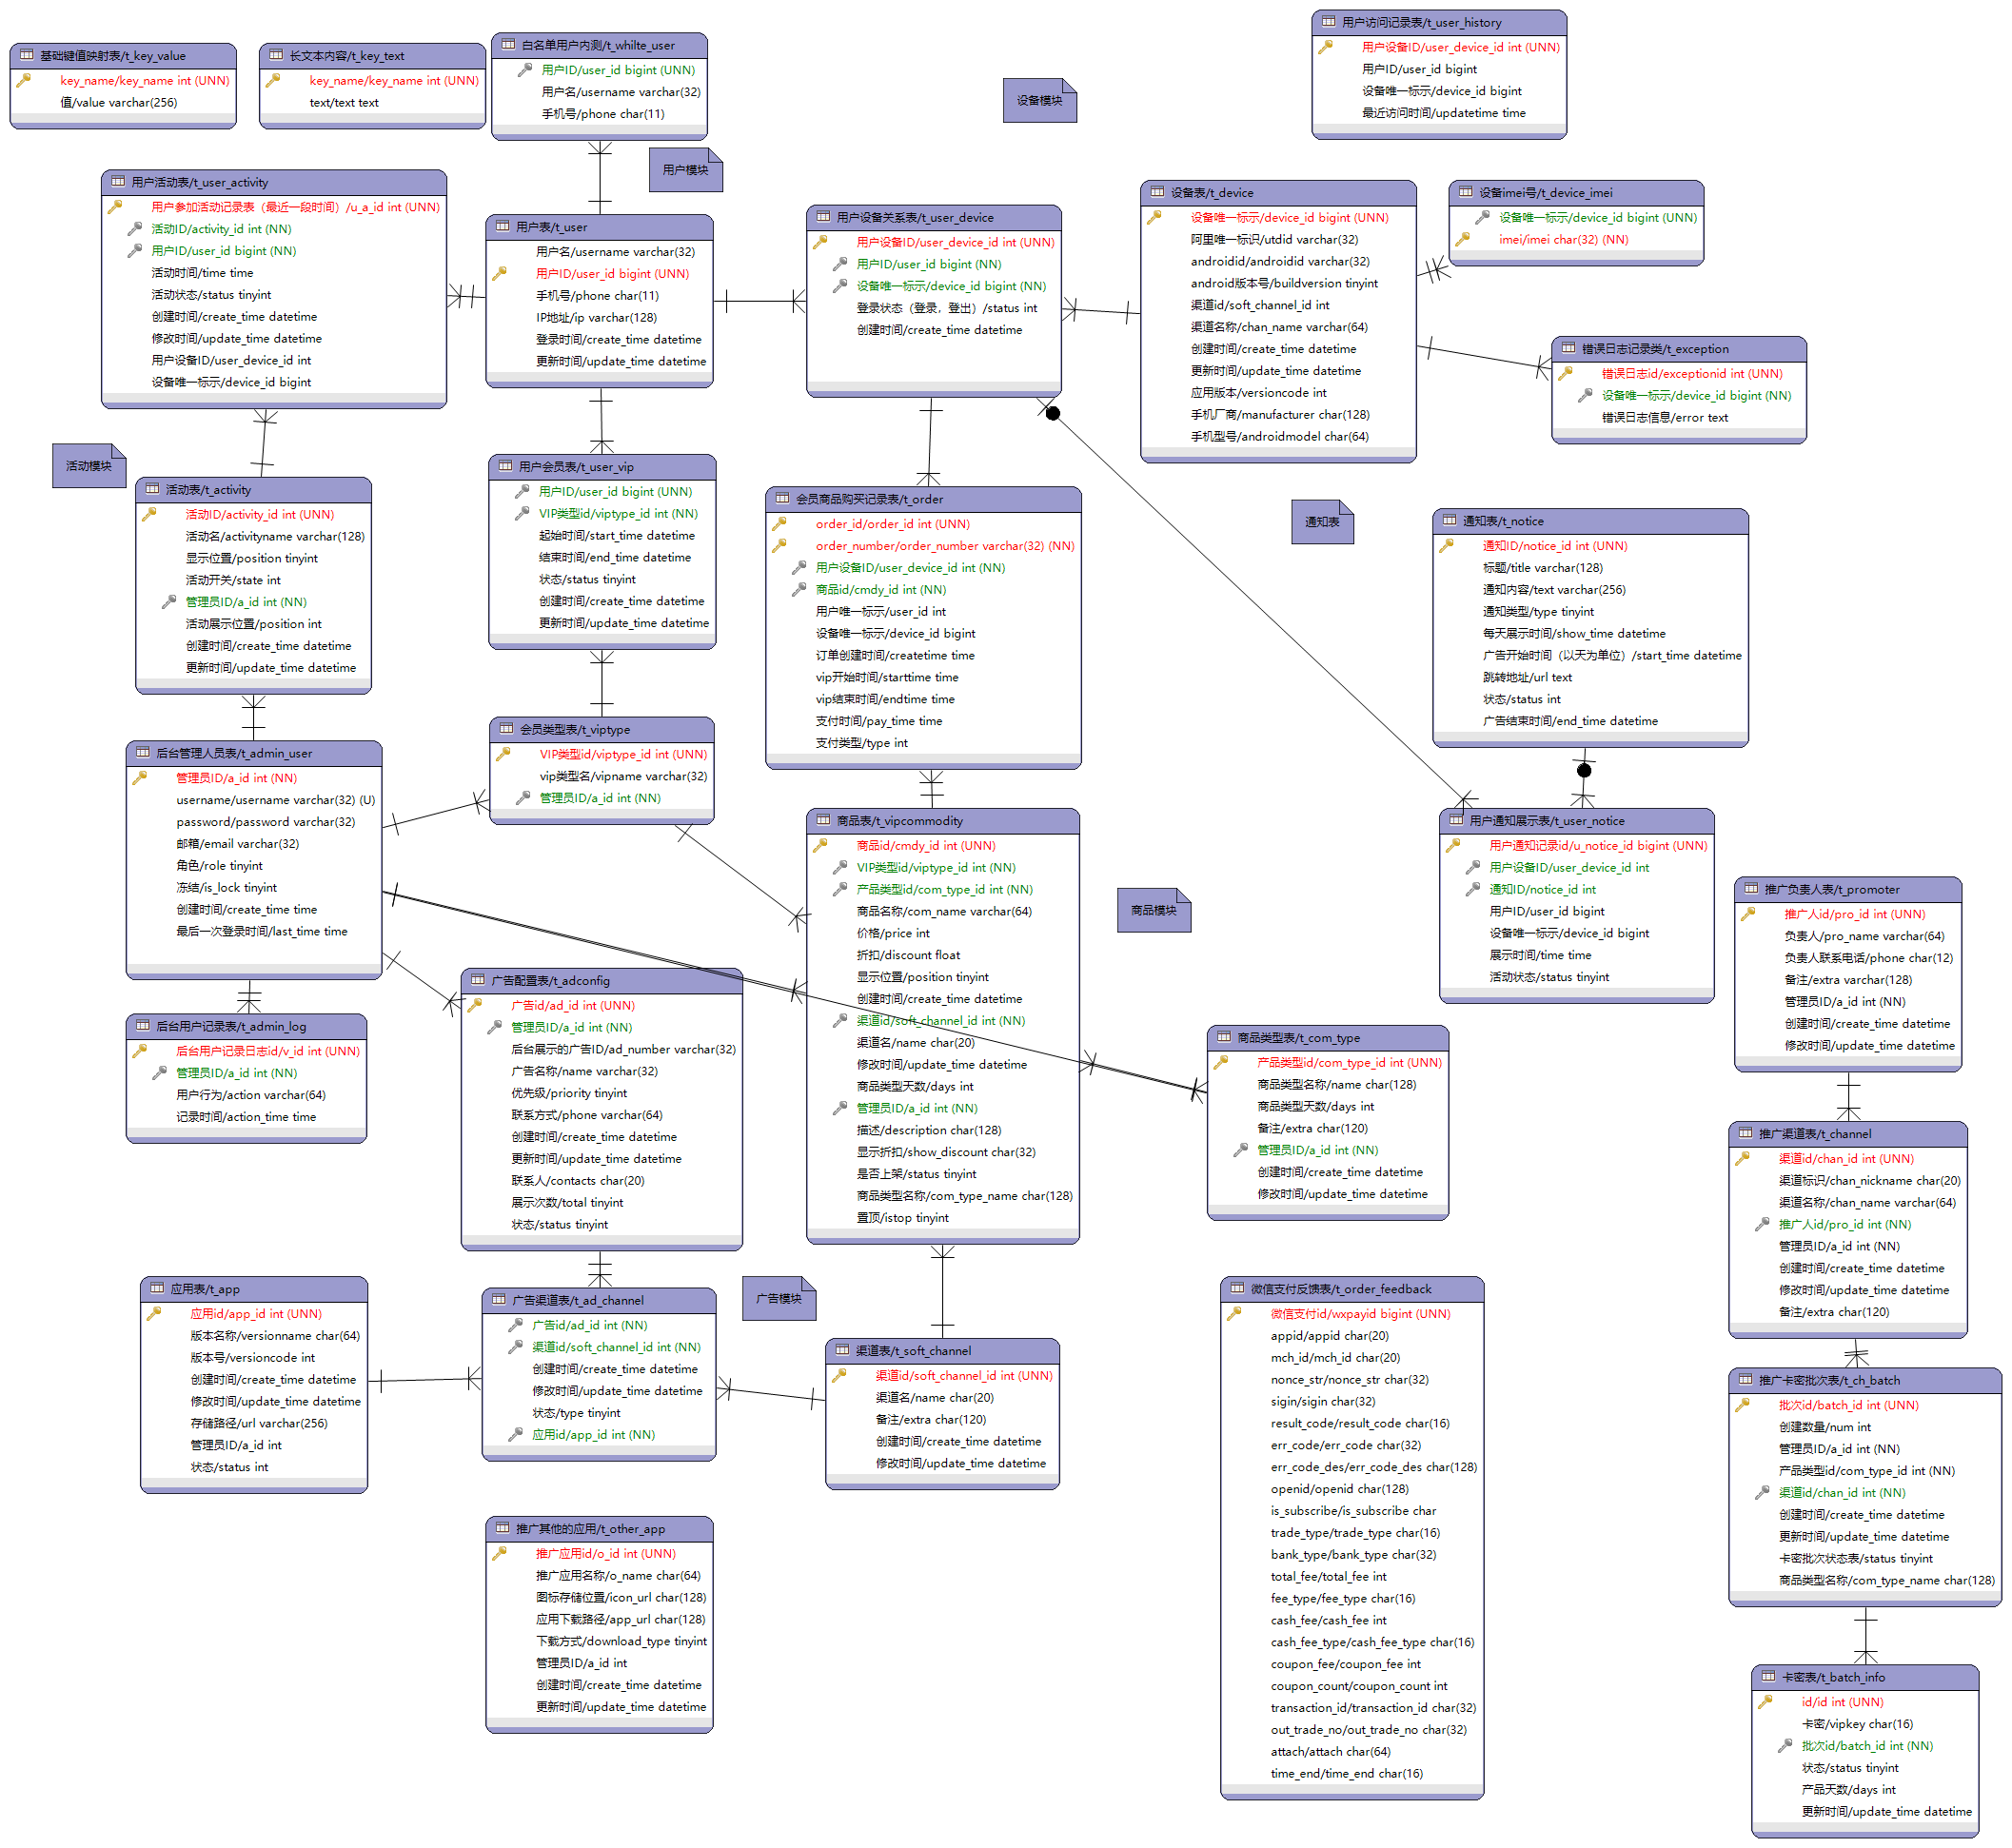 基础键值映射表/t_key_value
key_name/key_name int (UNN)
值/value varchar(256)
长文本内容/t_key_text
key_name/key_name int (UNN)
text/text text
白名单用户内测/t_whilte_user
用户ID/user_id bigint (UNN)
用户名/username varchar(32)
手机号/phone char(11)
用户模块
设备模块
用户访问记录表/t_user_history
用户设备ID/user_device_id int (UNN)
用户ID/user_id bigint
设备唯一标示/device_id bigint
最近访问时间/updatetime time
用户活动表/t_user_activity
用户参加活动记录表（最近一段时间）/u_a_id int (UNN)
活动ID/activity_id int (NN)
用户ID/user_id bigint (NN)
活动时间/time time
活动状态/status tinyint
创建时间/create_time datetime
修改时间/update_time datetime
用户设备ID/user_device_id int
设备唯一标示/device_id bigint
用户表/t_user
用户名/username varchar(32)
用户ID/user_id bigint (UNN)
手机号/phone char(11)
IP地址/ip varchar(128)
登录时间/create_time datetime
更新时间/update_time datetime
用户设备关系表/t_user_device
用户设备ID/user_device_id int (UNN)
用户ID/user_id bigint (NN)
设备唯一标示/device_id bigint (NN)
登录状态（登录，登出）/status int
创建时间/create_time datetime
设备表/t_device
设备唯一标示/device_id bigint (UNN)
阿里唯一标识/utdid varchar(32)
androidid/androidid varchar(32)
android版本号/buildversion tinyint
渠道id/soft_channel_id int
渠道名称/chan_name varchar(64)
创建时间/create_time datetime
更新时间/update_time datetime
应用版本/versioncode int
手机厂商/manufacturer char(128)
手机型号/androidmodel char(64)
设备imei号/t_device_imei
设备唯一标示/device_id bigint (UNN)
imei/imei char(32) (NN)
错误日志记录类/t_exception
错误日志id/exceptionid int (UNN)
设备唯一标示/device_id bigint (NN)
错误日志信息/error text
活动模块
活动表/t_activity
活动ID/activity_id int (UNN)
活动名/activityname varchar(128)
显示位置/position tinyint
活动开关/state int
管理员ID/a_id int (NN)
活动展示位置/position int
创建时间/create_time datetime
更新时间/update_time datetime
用户会员表/t_user_vip
用户ID/user_id bigint (UNN)
VIP类型id/viptype_id int (NN)
起始时间/start_time datetime
结束时间/end_time datetime
状态/status tinyint
创建时间/create_time datetime
更新时间/update_time datetime
会员商品购买记录表/t_order
order_id/order_id int (UNN)
order_number/order_number varchar(32) (NN)
用户设备ID/user_device_id int (NN)
商品id/cmdy_id int (NN)
用户唯一标示/user_id int
设备唯一标示/device_id bigint
订单创建时间/createtime time
vip开始时间/starttime time
vip结束时间/endtime time
支付时间/pay_time time
支付类型/type int
通知表
通知表/t_notice
通知ID/notice_id int (UNN)
标题/title varchar(128)
通知内容/text varchar(256)
通知类型/type tinyint
每天展示时间/show_time datetime
广告开始时间（以天为单位）/start_time datetime
跳转地址/url text
状态/status int
广告结束时间/end_time datetime
后台管理人员表/t_admin_user
管理员ID/a_id int (NN)
username/username varchar(32) (U)
password/password varchar(32)
邮箱/email varchar(32)
角色/role tinyint
冻结/is_lock tinyint
创建时间/create_time time
最后一次登录时间/last_time time
会员类型表/t_viptype
VIP类型id/viptype_id int (UNN)
vip类型名/vipname varchar(32)
管理员ID/a_id int (NN)
商品表/t_vipcommodity
商品id/cmdy_id int (UNN)
VIP类型id/viptype_id int (NN)
产品类型id/com_type_id int (NN)
商品名称/com_name varchar(64)
价格/price int
折扣/discount float
显示位置/position tinyint
创建时间/create_time datetime
渠道id/soft_channel_id int (NN)
渠道名/name char(20)
修改时间/update_time datetime
商品类型天数/days int
管理员ID/a_id int (NN)
描述/description char(128)
显示折扣/show_discount char(32)
是否上架/status tinyint
商品类型名称/com_type_name char(128)
置顶/istop tinyint
商品模块
用户通知展示表/t_user_notice
用户通知记录id/u_notice_id bigint (UNN)
用户设备ID/user_device_id int
通知ID/notice_id int
用户ID/user_id bigint
设备唯一标示/device_id bigint
展示时间/time time
活动状态/status tinyint
推广负责人表/t_promoter
推广人id/pro_id int (UNN)
负责人/pro_name varchar(64)
负责人联系电话/phone char(12)
备注/extra varchar(128)
管理员ID/a_id int (NN)
创建时间/create_time datetime
修改时间/update_time datetime
后台用户记录表/t_admin_log
后台用户记录日志id/v_id int (UNN)
管理员ID/a_id int (NN)
用户行为/action varchar(64)
记录时间/action_time time
广告配置表/t_adconfig
广告id/ad_id int (UNN)
管理员ID/a_id int (NN)
后台展示的广告ID/ad_number varchar(32)
广告名称/name varchar(32)
优先级/priority tinyint
联系方式/phone varchar(64)
创建时间/create_time datetime
更新时间/update_time datetime
联系人/contacts char(20)
展示次数/total tinyint
状态/status tinyint
商品类型表/t_com_type
产品类型id/com_type_id int (UNN)
商品类型名称/name char(128)
商品类型天数/days int
备注/extra char(120)
管理员ID/a_id int (NN)
创建时间/create_time datetime
修改时间/update_time datetime
推广渠道表/t_channel
渠道id/chan_id int (UNN)
渠道标识/chan_nickname char(20)
渠道名称/chan_name varchar(64)
推广人id/pro_id int (NN)
管理员ID/a_id int (NN)
创建时间/create_time datetime
修改时间/update_time datetime
备注/extra char(120)
应用表/t_app
应用id/app_id int (UNN)
版本名称/versionname char(64)
版本号/versioncode int
创建时间/create_time datetime
修改时间/update_time datetime
存储路径/url varchar(256)
管理员ID/a_id int
状态/status int
广告渠道表/t_ad_channel
广告id/ad_id int (NN)
渠道id/soft_channel_id int (NN)
创建时间/create_time datetime
修改时间/update_time datetime
状态/type tinyint
应用id/app_id int (NN)
广告模块
渠道表/t_soft_channel
渠道id/soft_channel_id int (UNN)
渠道名/name char(20)
备注/extra char(120)
创建时间/create_time datetime
修改时间/update_time datetime
微信支付反馈表/t_order_feedback
微信支付id/wxpayid bigint (UNN)
appid/appid char(20)
mch_id/mch_id char(20)
nonce_str/nonce_str char(32)
sigin/sigin char(32)
result_code/result_code char(16)
err_code/err_code char(32)
err_code_des/err_code_des char(128)
openid/openid char(128)
is_subscribe/is_subscribe char
trade_type/trade_type char(16)
bank_type/bank_type char(32)
total_fee/total_fee int
fee_type/fee_type char(16)
cash_fee/cash_fee int
cash_fee_type/cash_fee_type char(16)
coupon_fee/coupon_fee int
coupon_count/coupon_count int
transaction_id/transaction_id char(32)
out_trade_no/out_trade_no char(32)
attach/attach char(64)
time_end/time_end char(16)
推广卡密批次表/t_ch_batch
批次id/batch_id int (UNN)
创建数量/num int
管理员ID/a_id int (NN)
产品类型id/com_type_id int (NN)
渠道id/chan_id int (NN)
创建时间/create_time datetime
更新时间/update_time datetime
卡密批次状态表/status tinyint
商品类型名称/com_type_name char(128)
推广其他的应用/t_other_app
推广应用id/o_id int (UNN)
推广应用名称/o_name char(64)
图标存储位置/icon_url char(128)
应用下载路径/app_url char(128)
下载方式/download_type tinyint
管理员ID/a_id int
创建时间/create_time datetime
更新时间/update_time datetime
卡密表/t_batch_info
id/id int (UNN)
卡密/vipkey char(16)
批次id/batch_id int (NN)
状态/status tinyint
产品天数/days int
更新时间/update_time datetime